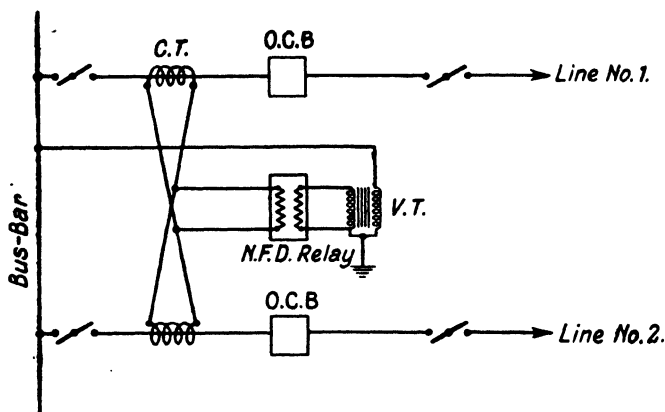 C.T.
O.C.B
Line No.1.
V.T.
N.F.D. Relay
Bus-Bar
O.C.B
Line No.2.